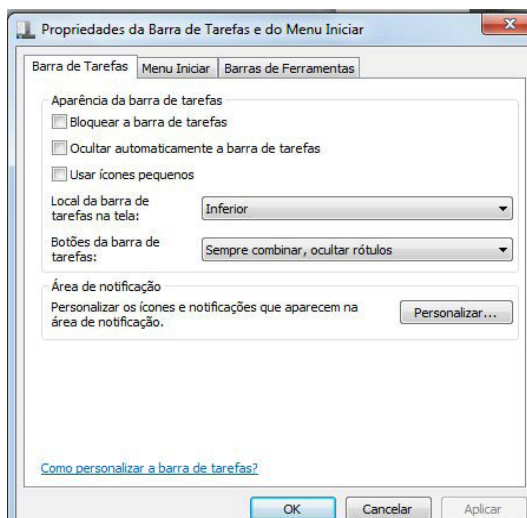 Propriedades da Barra de Tarefas e do Menu Iniciar
Barra de Tarefas Menu Iniciar Barras de Ferramentas
Aparência da barra de tarefas
Bloquear a barra de tarefas
Ocultar automaticamente a barra de tarefas
Usar ícones pequenos
Local da barra de
tarefas na tela:
Inferior
Botões da barra de
tarefas:
Sempre combinar, ocultar rótulos
Área de notificação
Personalizar os ícones e notificações que aparecem na
área de notificação.
Personalizar...
Como personalizar a barra de tarefas?
OK Cancelar Aplicar